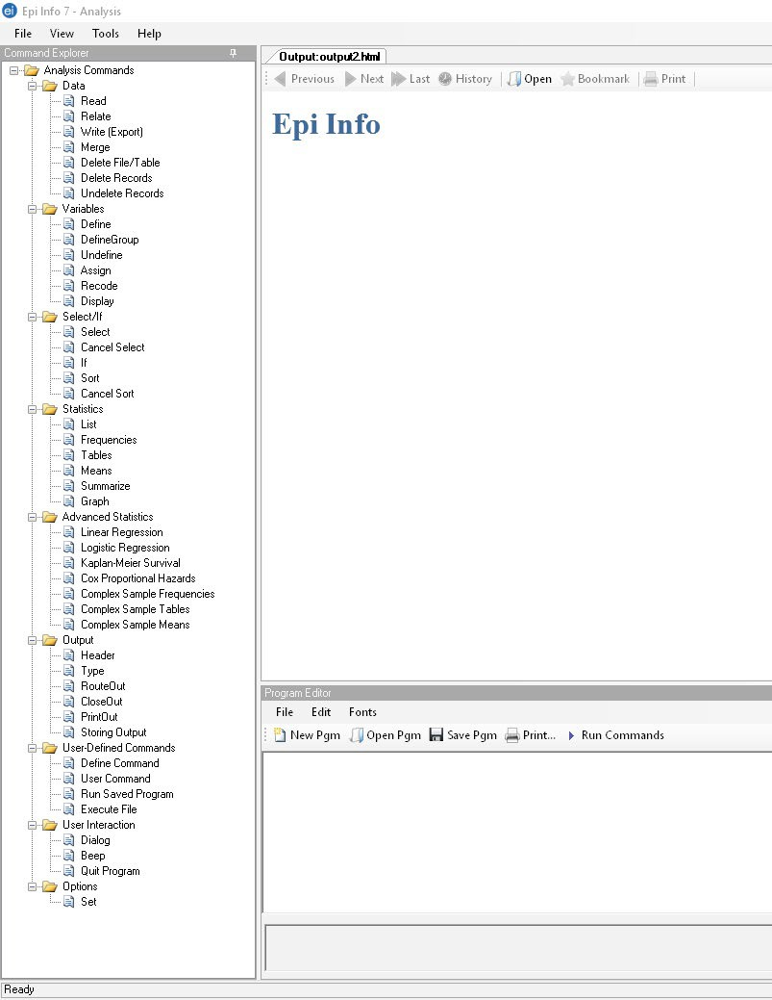 ei Epi Info 7 - Analysis
File View Tools Help
Command Explorer
Analysis Commands
Data
Read
Relate
Write (Export)
Merge
Delete File/Table
Delete Records
Undelete Records
Variables
Define
DefineGroup
Undefine
Assign
Recode
Display
Select/If
Select
Cancel Select
If
Sort
Cancel Sort
Statistics
List
Frequencies
Tables
Means
Summarize
Graph
Advanced Statistics
Linear Regression
Logistic Regression
Kaplan-Meier Survival
Cox Proportional Hazards
Complex Sample Frequencies
Complex Sample Tables
Complex Sample Means
Output
Header
Type
RouteOut
CloseOut
PrintOut
Storing Output
User-Defined Commands
Define Command
User Command
Run Saved Program
Execute File
User Interaction
Dialog
Beep
Quit Program
Options
Set
Output:output2.html
Previous Next Last History Open Bookmark Print
Epi Info
Program Editor
File Edit Fonts
New Pgm Open Pgm Save Pgm Print... Run Commands
Ready